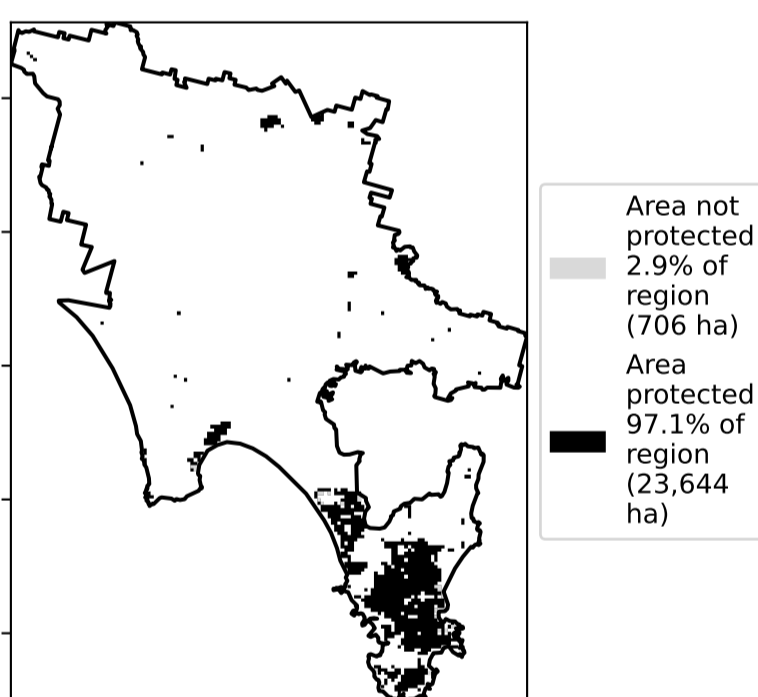 Area not
protected
2.9% of
region
(706 ha)
Area
protected
97.1% of
region
(23,644
ha)